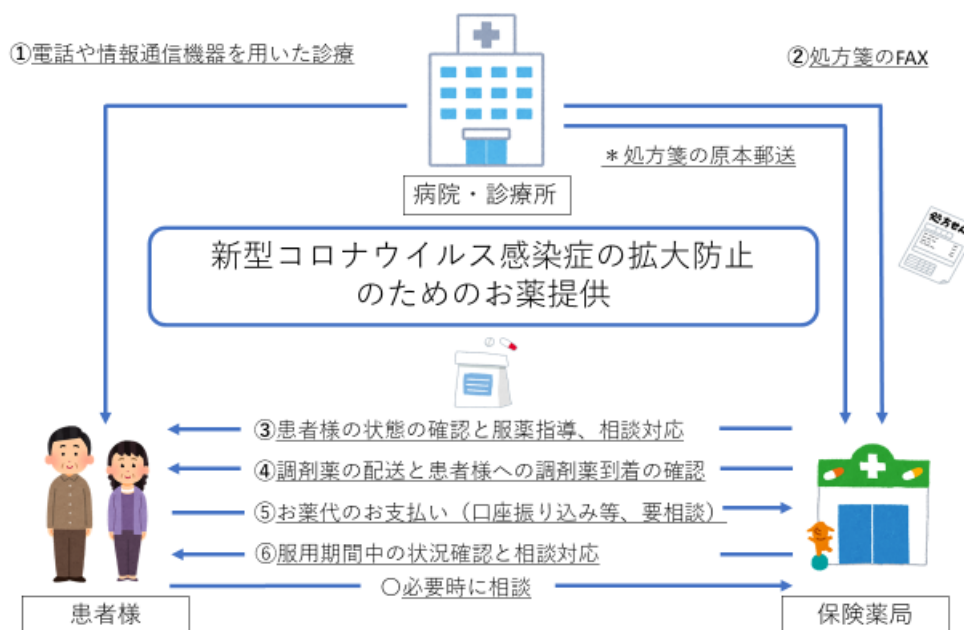 ①電話や情報通信機器を用いた診療
②処方箋のFAX
＊処方箋の原本郵送
病院・診療所
処方せん
新型コロナウイルス感染症の拡大防止
のためのお薬提供
③患者様の状態の確認と服薬指導、相談対応
④調剤薬の配送と患者様への調剤薬到着の確認
⑤お薬代のお支払い（口座振り込み等、要相談）
⑥服用期間中の状況確認と相談対応
〇必要時に相談
患者様
保険薬局